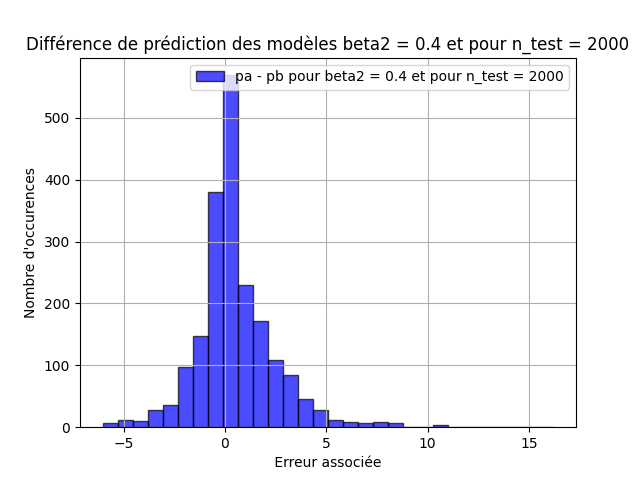 Différence de prédiction des modèles beta2 = 0.4 et pour n_test = 2000
pa - pb pour beta2 = 0.4 et pour n_test = 2000
500
400
300
200
100
0
Nombre d'occurences
−5
0
5
10
15
Erreur associée